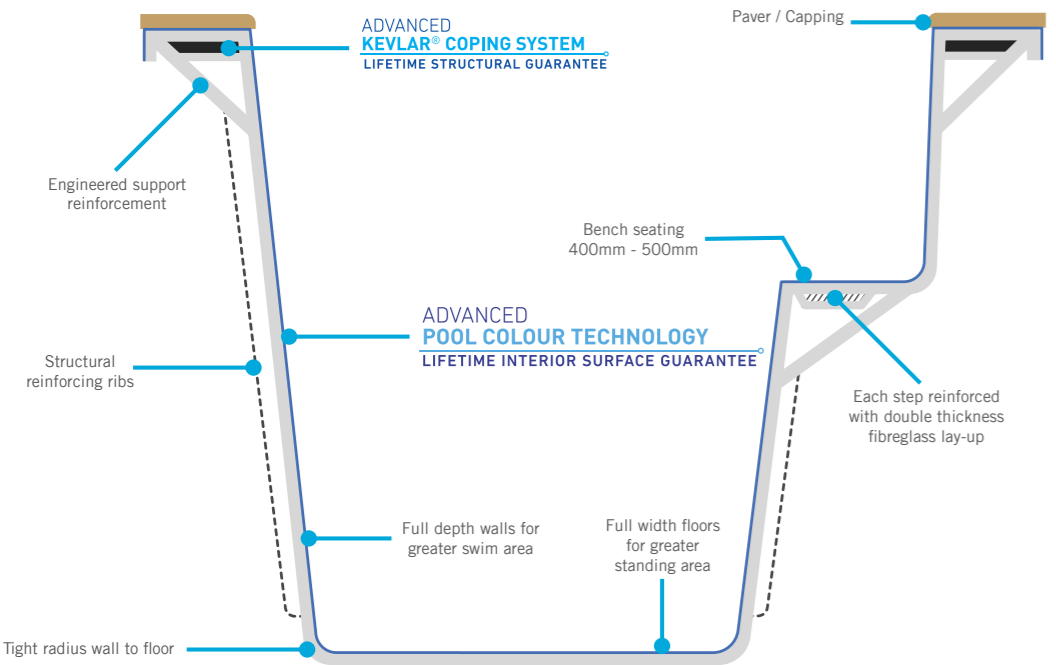 ADVANCED
KEVLAR® COPING SYSTEM
LIFETIME STRUCTURAL GUARANTEE
Paver / Capping
Engineered support
reinforcement
Bench seating
400mm - 500mm
ADVANCED
POOL COLOUR TECHNOLOGY
LIFETIME INTERIOR SURFACE GUARANTEE
Structural
reinforcing ribs
Each step reinforced
with double thickness
fibreglass lay-up
Full depth walls for
greater swim area
Full width floors
for greater
standing area
Tight radius wall to floor